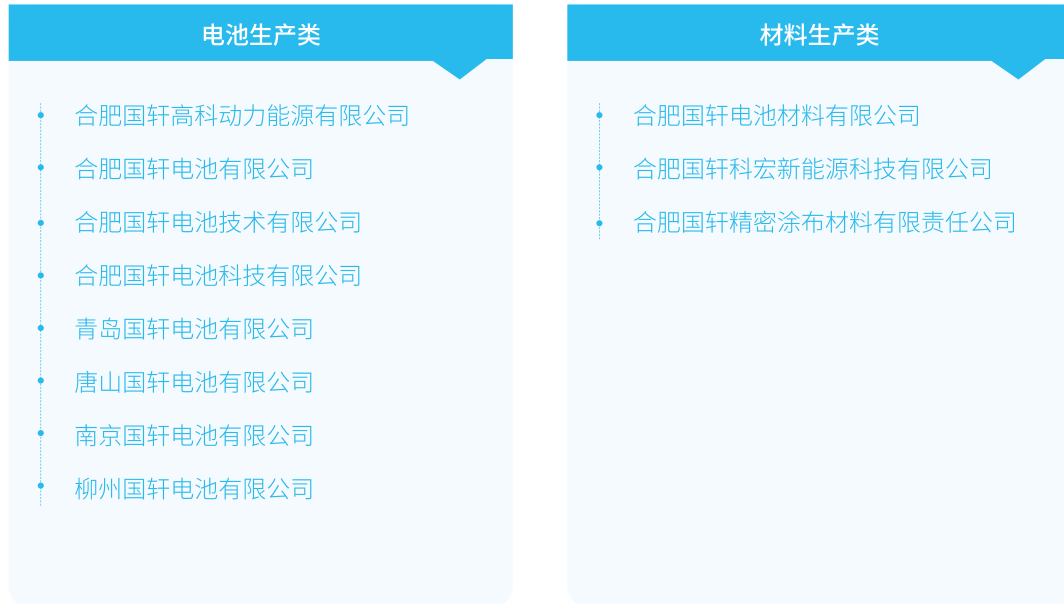 电池生产类
合肥国轩高科动力能源有限公司
合肥国轩电池有限公司
合肥国轩电池技术有限公司
合肥国轩电池科技有限公司
青岛国轩电池有限公司
唐山国轩电池有限公司
南京国轩电池有限公司
柳州国轩电池有限公司
材料生产类
合肥国轩电池材料有限公司
合肥国轩科宏新能源科技有限公司
合肥国轩精密涂布材料有限责任公司